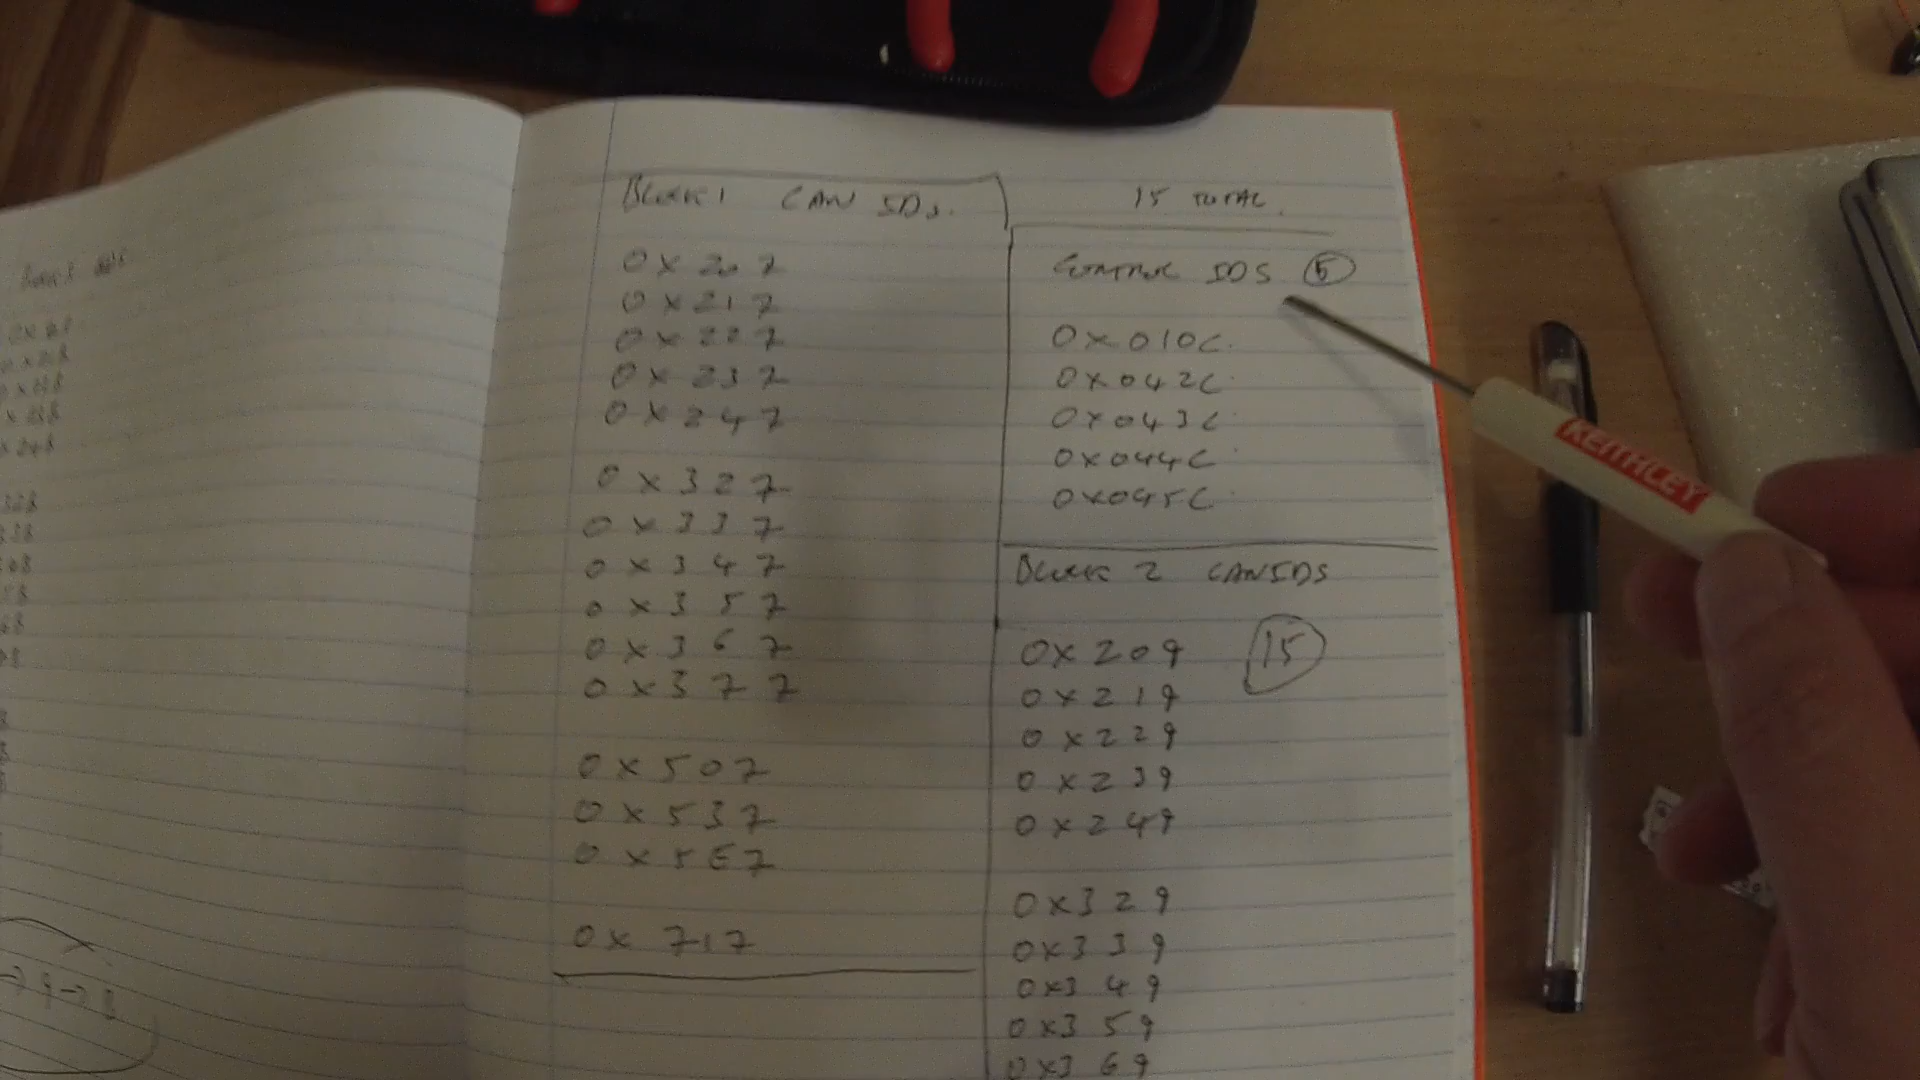 BLOCK 1 CAN IDS.
0x207
0x217
0x227
0x237
0x247
0x327
0x337
0x347
0x357
0x367
0x377
0x507
0x537
0x567
0x717
15 TOTAL.
CONTROL IDS 5
0x010C.
0x042C.
0x043C.
0x044C
0x045C.
BLOCK 2 CAN IDS
0x209 15
0x219
0x229
0x239
0x249
0x329
0x339
0x349
0x359
0x369
KEITHLEY